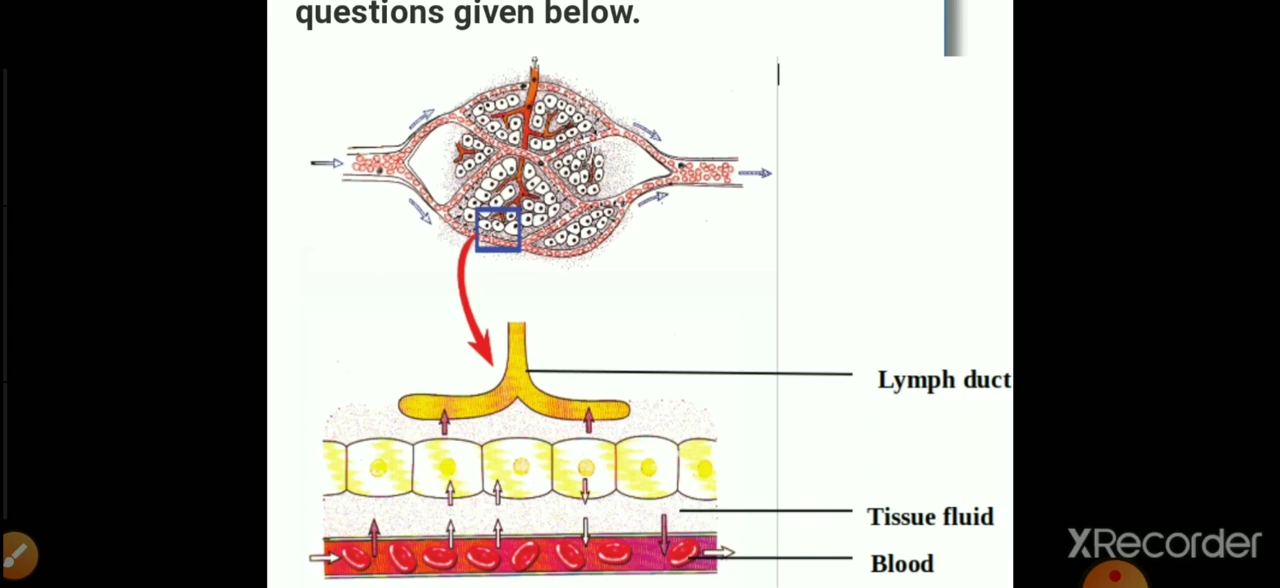 questions given below.
Lymph duct
Tissue fluid
Blood
XRecorder